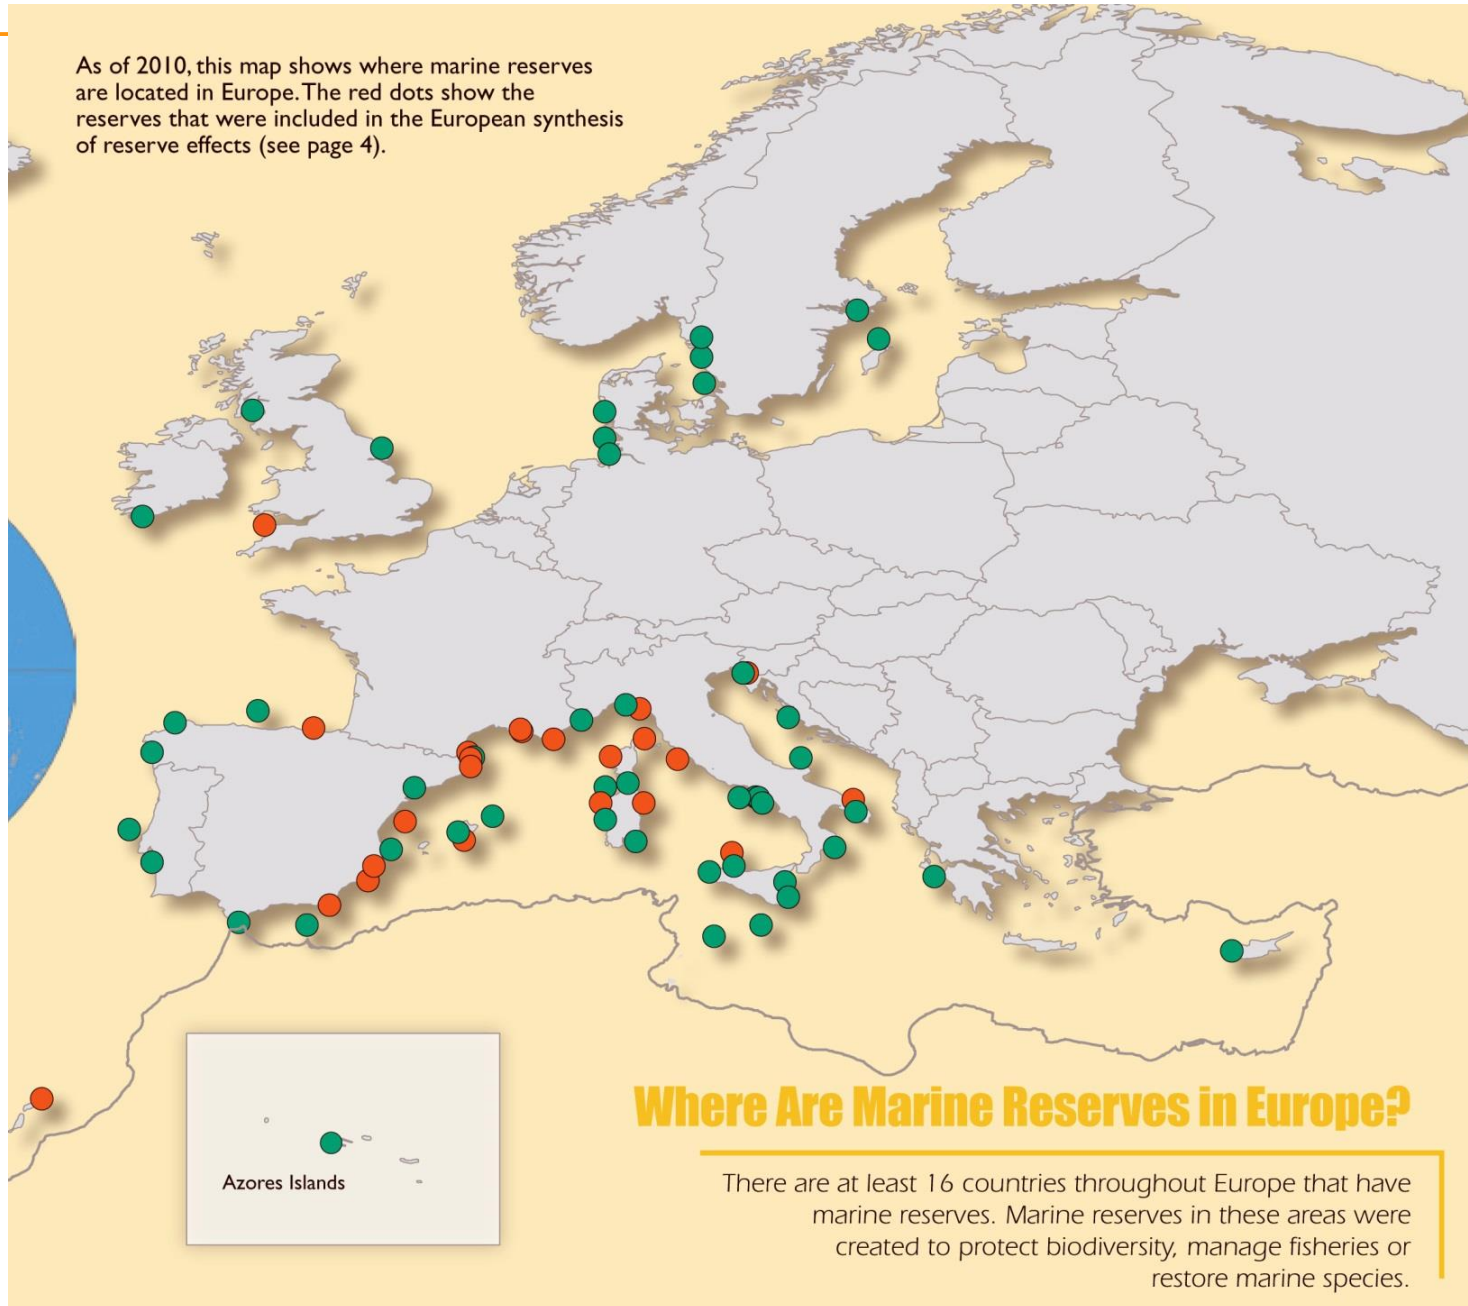 As of 2010, this map shows where marine reserves
are located in Europe. The red dots show the
reserves that were included in the European synthesis
of reserve effects (see page 4).
Azores Islands
Where Are Marine Reserves in Europe?
There are at least 16 countries throughout Europe that have
marine reserves. Marine reserves in these areas were
created to protect biodiversity, manage fisheries or
restore marine species.